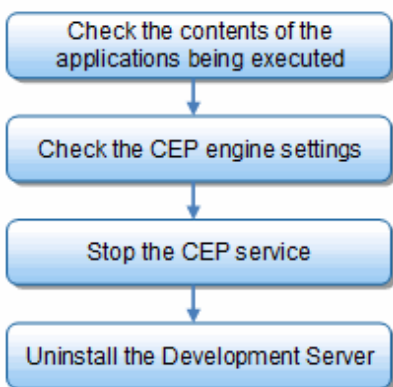 Check the contents of the
applications being executed
Check the CEP engine settings
Stop the CEP service
Uninstall the Development Server